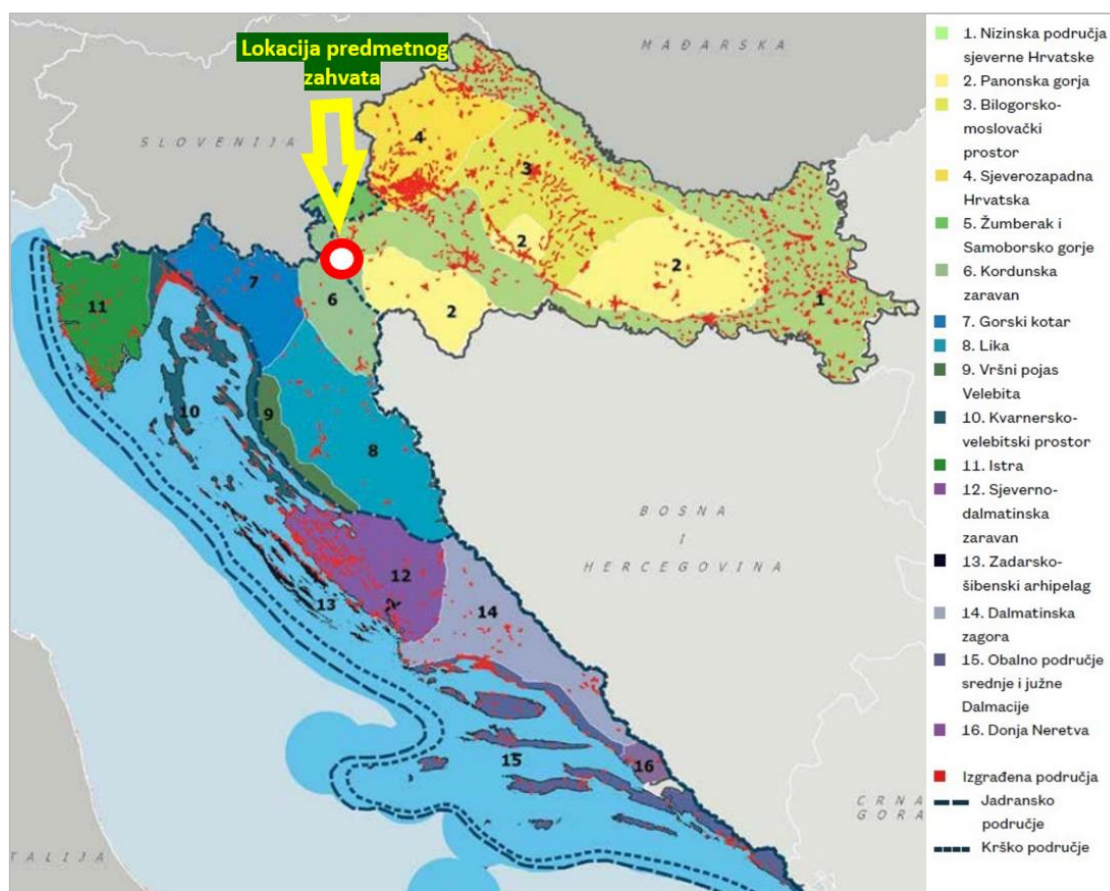 Lokacija predmetnog
zahvata
MAĐARSKA
SLOVENIJA
BOSNA
I
HERCEGOVINA
CRNA
GORA
TALIJA
4
3
2
2
1
7
6
2
11
10
9
8
12
13
14
15
16
1. Nizinska područja
sjeverne Hrvatske
2. Panonska gorja
3. Bilogorsko-
moslovački
prostor
4. Sjeverozapadna
Hrvatska
5. Žumberak i
Samoborsko gorje
6. Kordunska
zaravan
7. Gorski kotar
8. Lika
9. Vršni pojas
Velebita
10. Kvarnersko-
velebitski prostor
11. Istra
12. Sjeverno-
dalmatinska
zaravan
13. Zadarsko-
šibenski arhipelag
14. Dalmatinska
zagora
15. Obalno područje
srednje i južne
Dalmacije
16. Donja Neretva
Izgrađena područja
Jadransko
područje
Krško područje